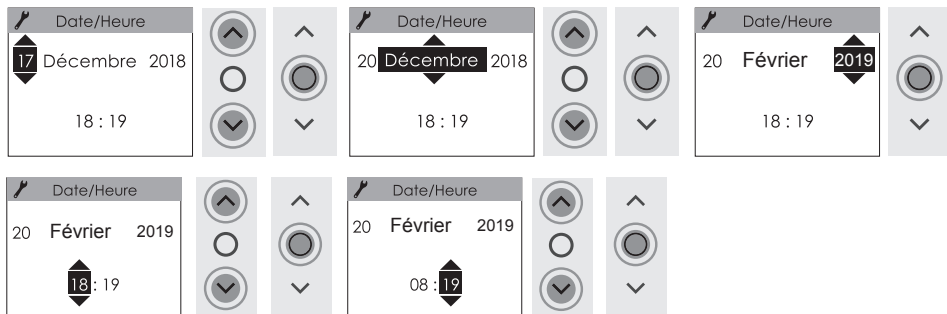 Date/Heure
17 Décembre 2018
18 : 19
Date/Heure
20 Décembre 2018
18 : 19
Date/Heure
20 Février 2019
18 : 19
Date/Heure
20 Février 2019
18 : 19
Date/Heure
20 Février 2019
08 : 19